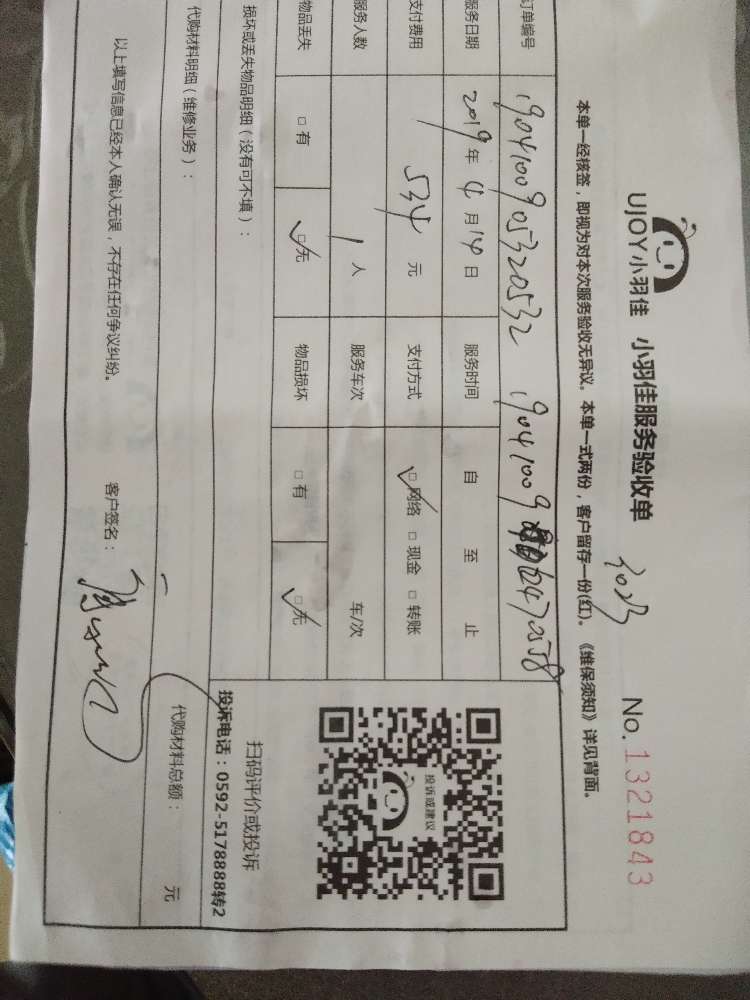 UJOY小羽佳 小羽佳服务验收单 No.1321843
本单一经核签，即视为对本次服务验收无异议。本单一式两份，客户留存一份(红)。《维保须知》详见背面。
订单编号 1904100905320532 19041009
服务日期 2019年4月14日 服务时间 自 至 止
支付费用 534元 支付方式 □网络 □现金 □转账
服务人数 1人 服务车次 车/次
物品丢失 □有 □无 物品损坏 □有 □无
投诉或建议
扫码评价或投诉
投诉电话：0592-5178888转2
损坏或丢失物品明细（没有可不填）：
代购材料明细（维修业务）： 代购材料总额： 元
以上填写信息已经本人确认无误，不存在任何争议纠纷。 客户签名：